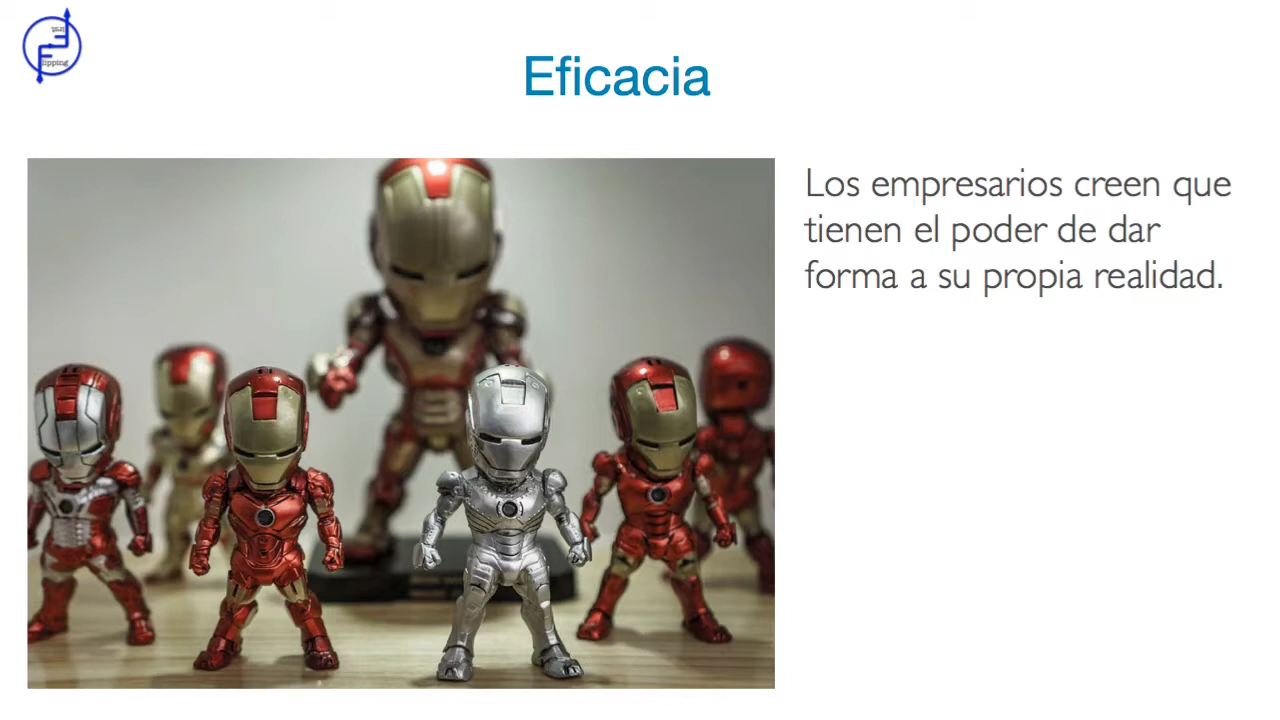 Eficacia
Los empresarios creen que
tienen el poder de dar
forma a su propia realidad.